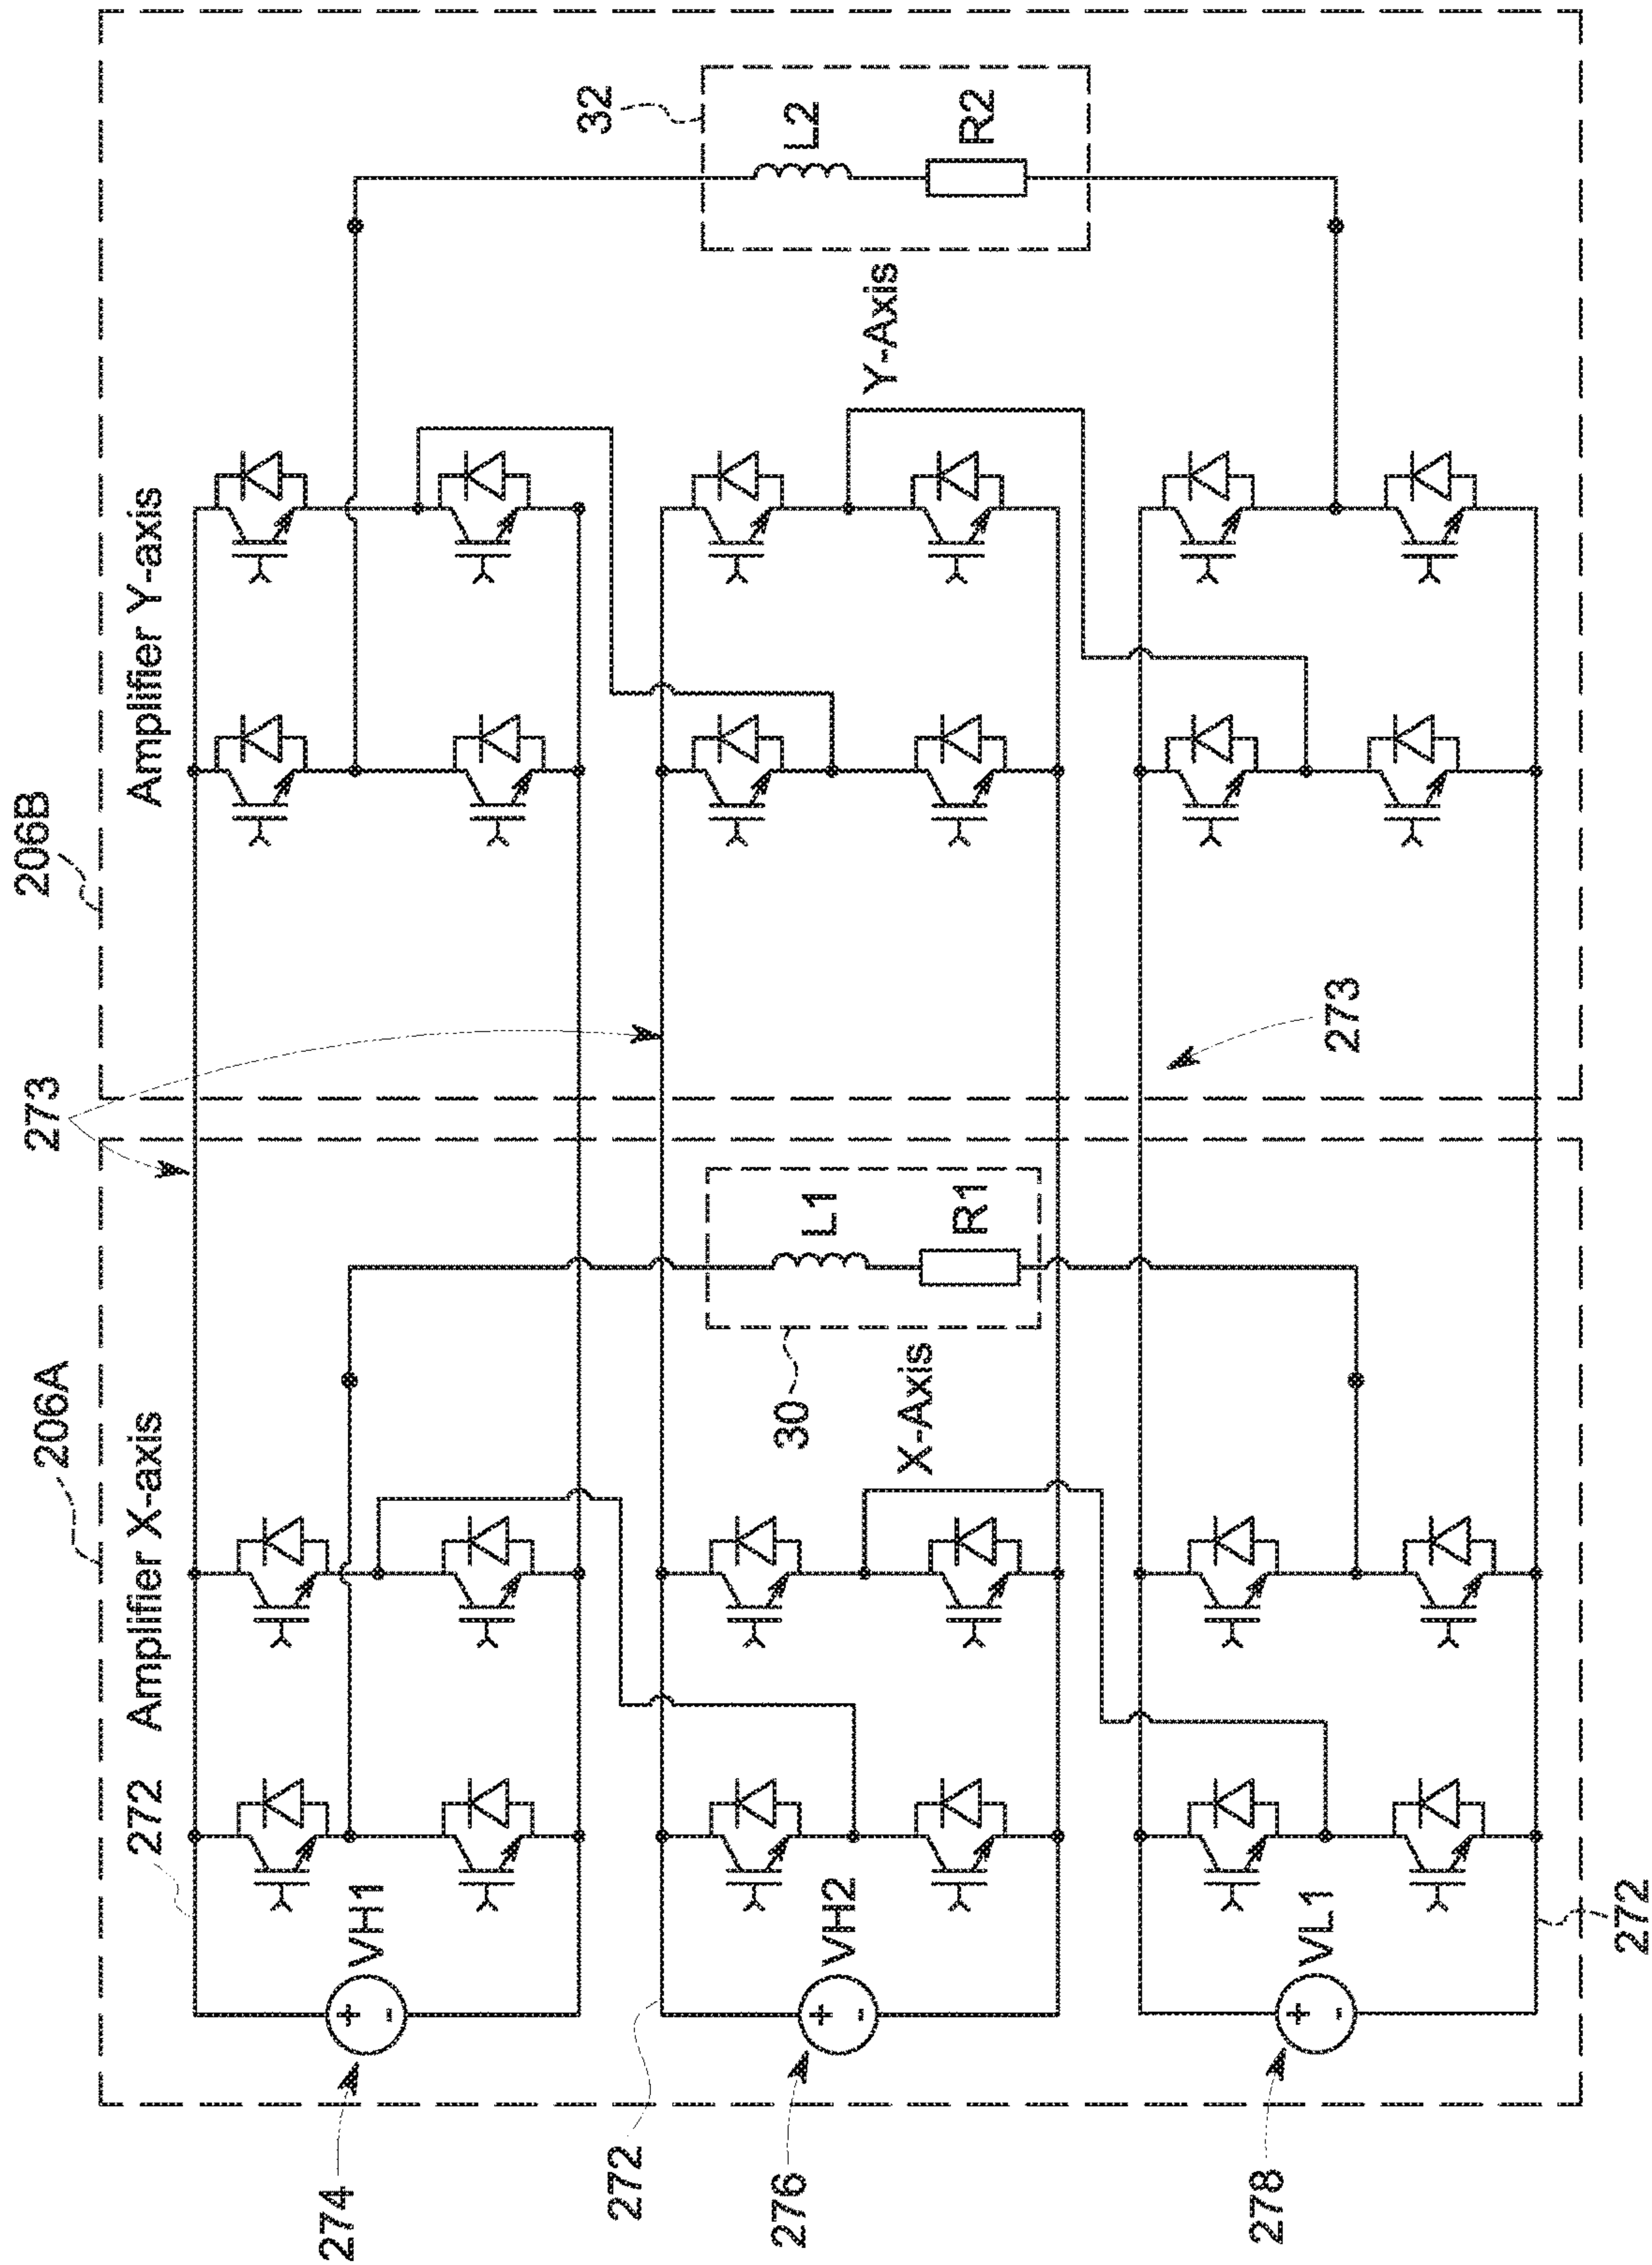 206A
206B
273
272
Amplifier X-axis
Amplifier Y-axis
274
+
-
VH1
32
L2
R2
272
276
+
-
VH2
30
X-Axis
L1
R1
Y-Axis
278
+
-
VL1
273
272